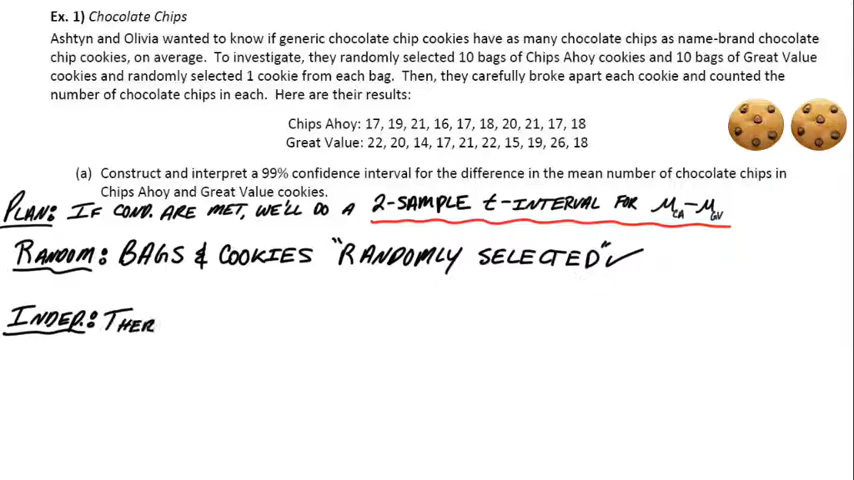 Ex. 1) Chocolate Chips
Ashtyn and Olivia wanted to know if generic chocolate chip cookies have as many chocolate chips as name-brand chocolate
chip cookies, on average. To investigate, they randomly selected 10 bags of Chips Ahoy cookies and 10 bags of Great Value
cookies and randomly selected 1 cookie from each bag. Then, they carefully broke apart each cookie and counted the
number of chocolate chips in each. Here are their results:
Chips Ahoy: 17, 19, 21, 16, 17, 18, 20, 21, 17, 18
Great Value: 22, 20, 14, 17, 21, 22, 15, 19, 26, 18
(a) Construct and interpret a 99% confidence interval for the difference in the mean number of chocolate chips in
Chips Ahoy and Great Value cookies.
PLAN: IF COND. ARE MET, WE'LL DO A 2-SAMPLE t-INTERVAL FOR μCA-μGV
RANDOM: BAGS & COOKIES "RANDOMLY SELECTED" ✓
INDEP.: THER